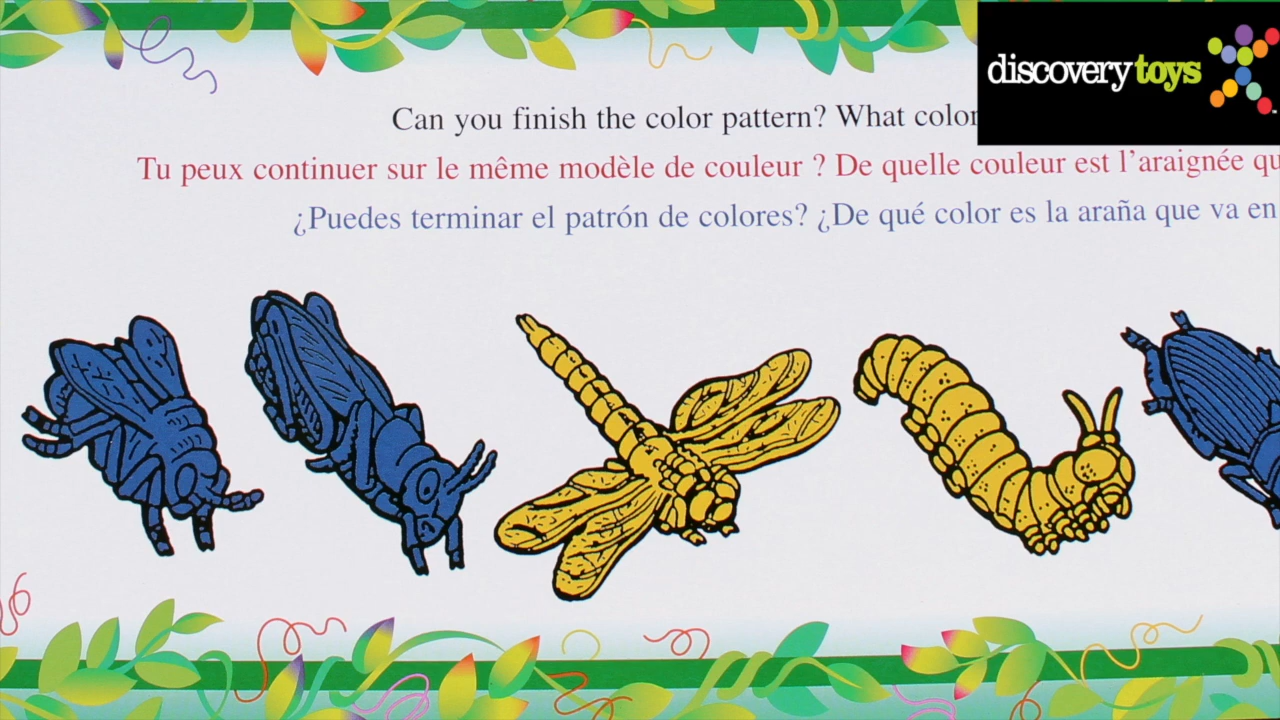 discoverytoys
Can you finish the color pattern? What color
Tu peux continuer sur le même modèle de couleur ? De quelle couleur est l'araignée qu
¿Puedes terminar el patrón de colores? ¿De qué color es la araña que va en